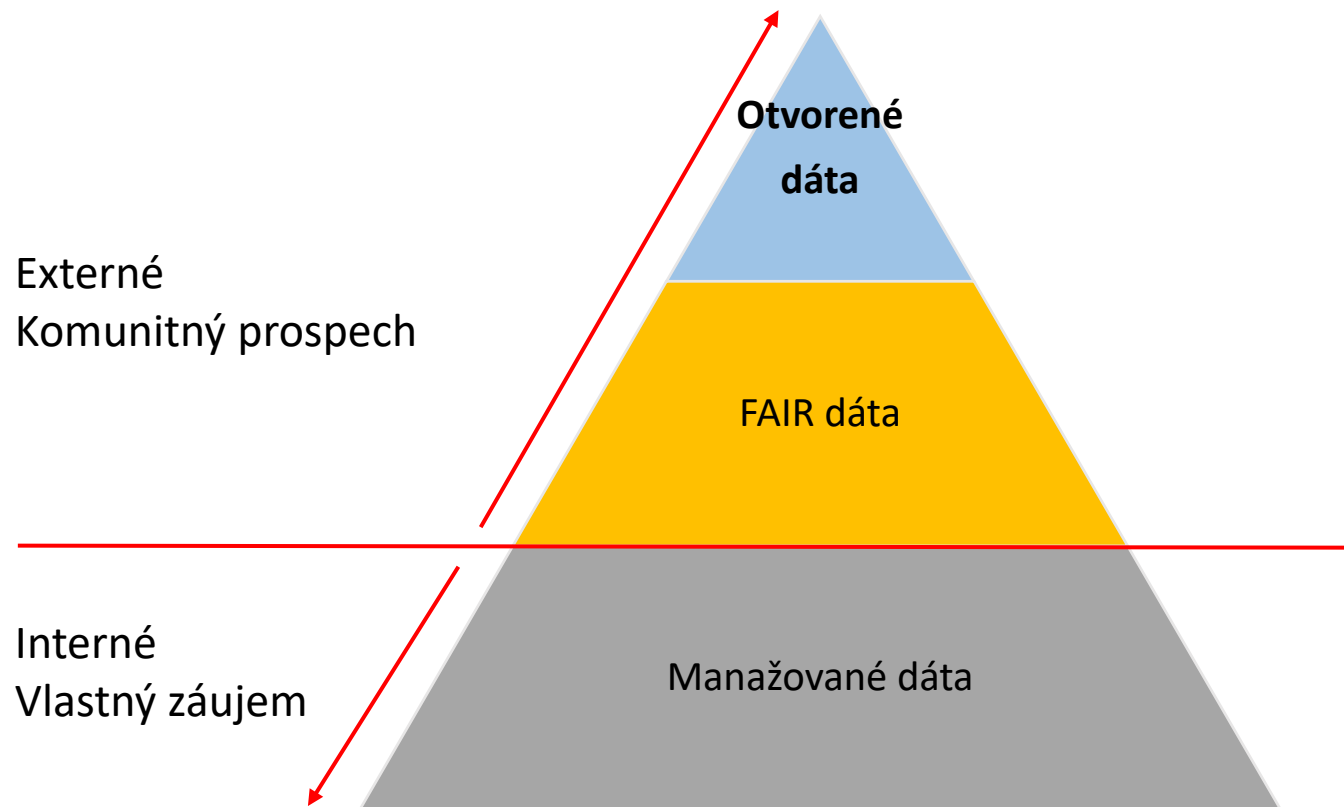 Otvorené
dáta
Externé
Komunitný prospech
FAIR dáta
Interné
Vlastný záujem
Manažované dáta